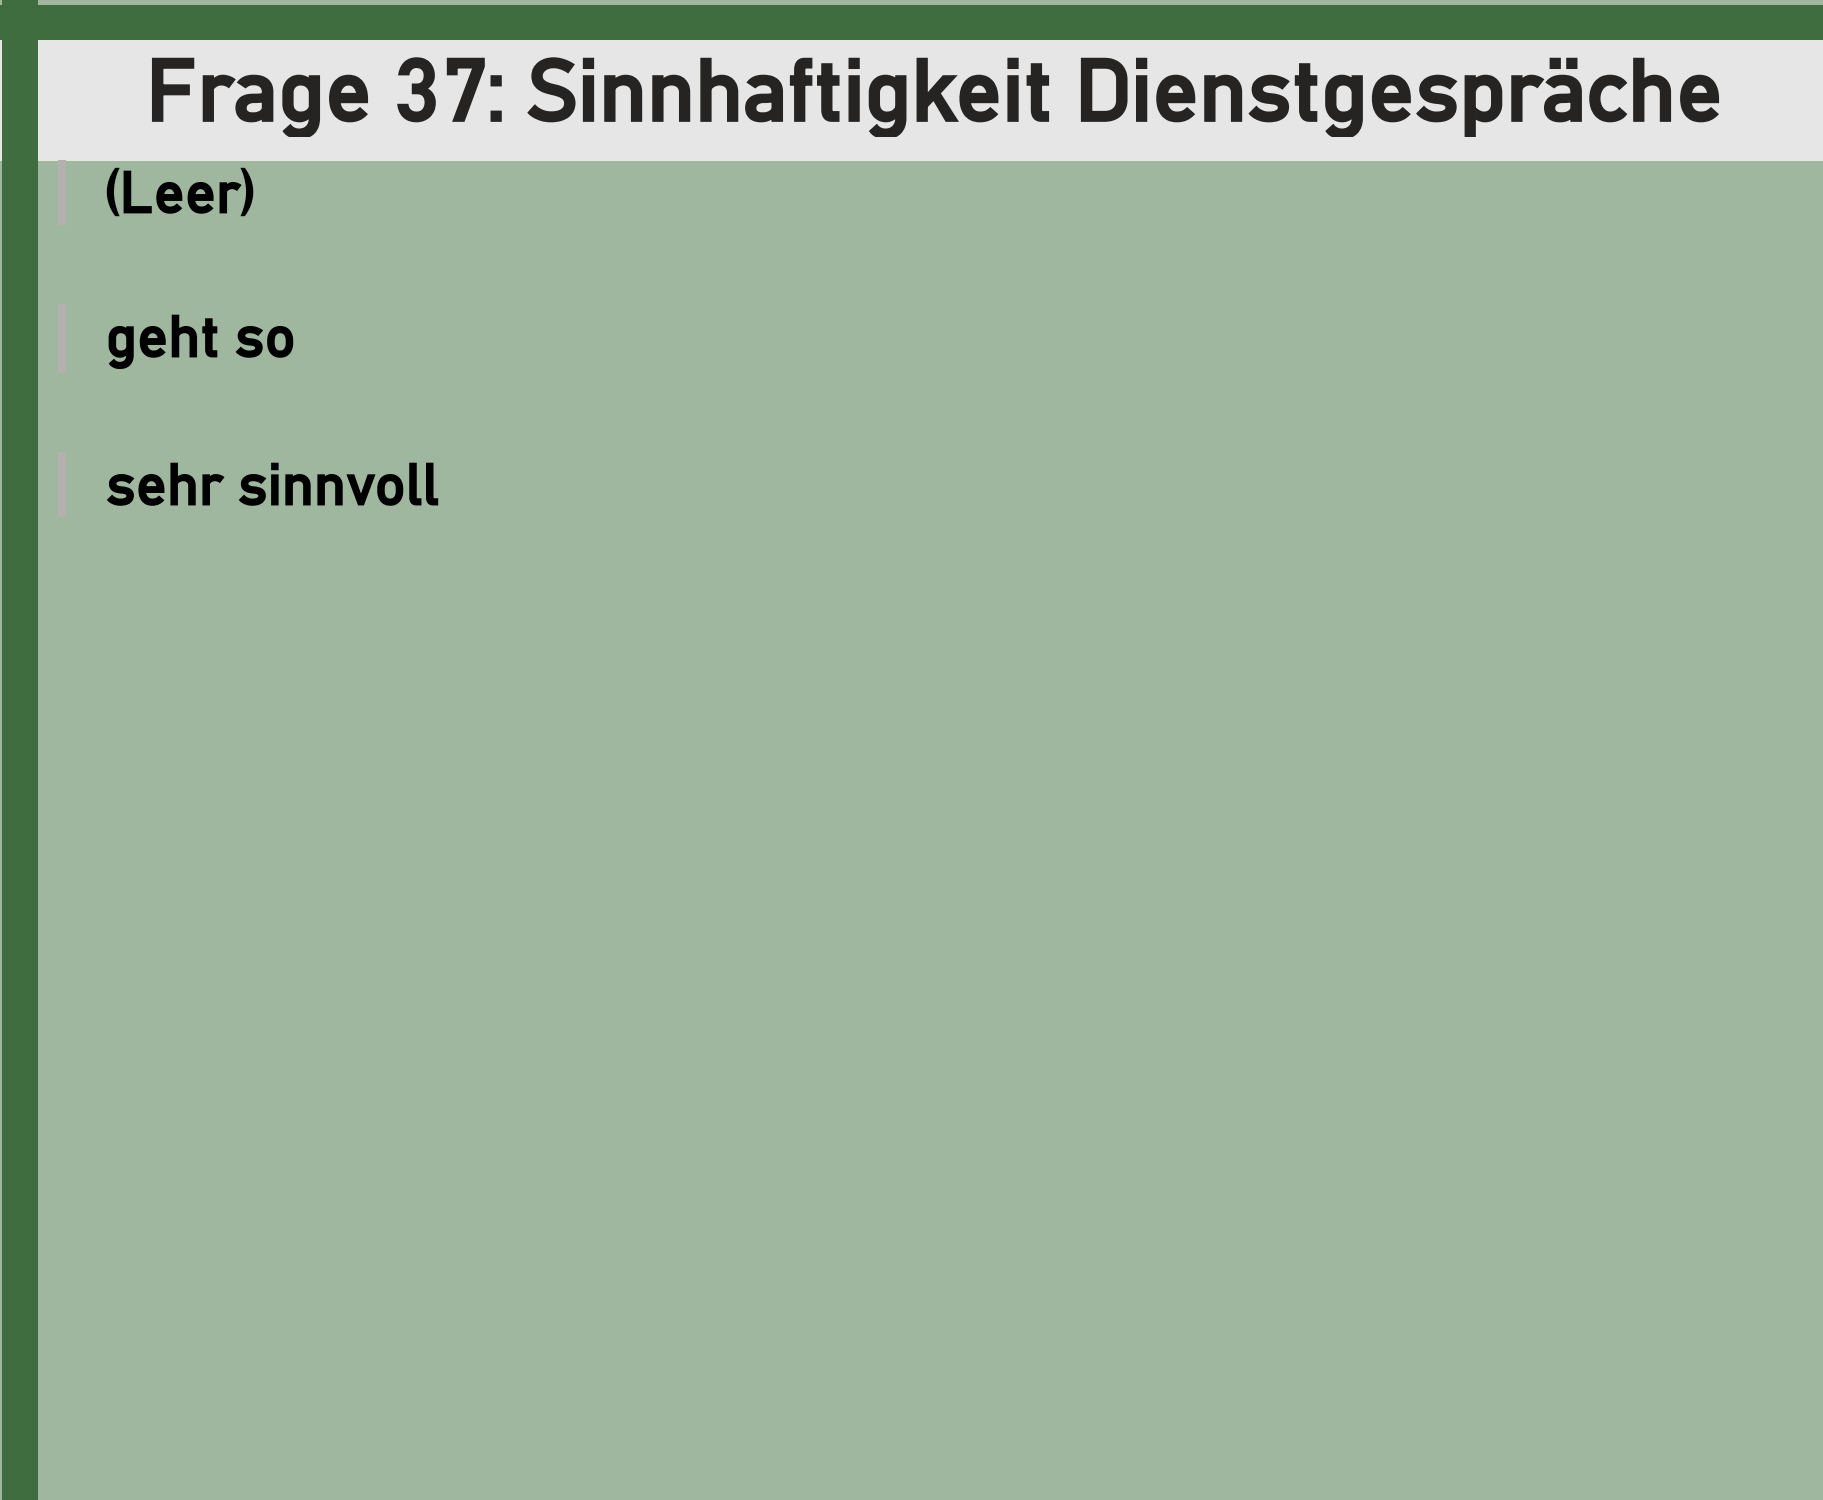 Frage 37: Sinnhaftigkeit Dienstgespräche
(Leer)
geht so
sehr sinnvoll